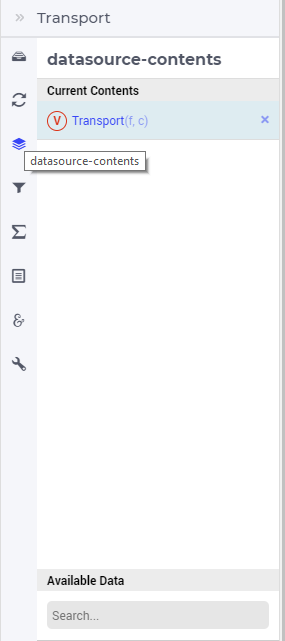 Transport
datasource-contents
Current Contents
V Transport(f, c) ×
datasource-contents
Available Data
Search...